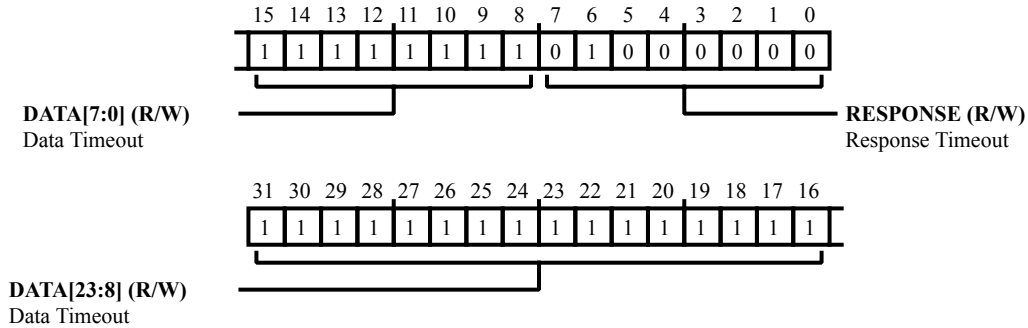 15 14 13 12 11 10 9 8 7 6 5 4 3 2 1 0
1 1 1 1 1 1 1 1 0 1 0 0 0 0 0 0
DATA[7:0] (R/W)
Data Timeout
RESPONSE (R/W)
Response Timeout
31 30 29 28 27 26 25 24 23 22 21 20 19 18 17 16
1 1 1 1 1 1 1 1 1 1 1 1 1 1 1 1
DATA[23:8] (R/W)
Data Timeout